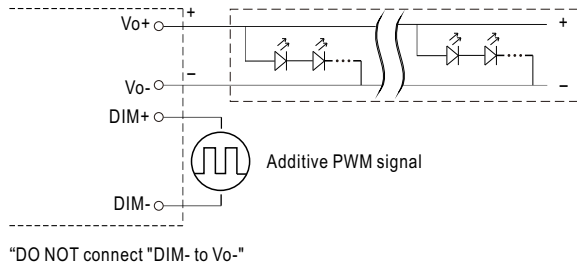 Vo+
+
+
Vo-
−
−
DIM+
Additive PWM signal
DIM-
“DO NOT connect "DIM- to Vo-"